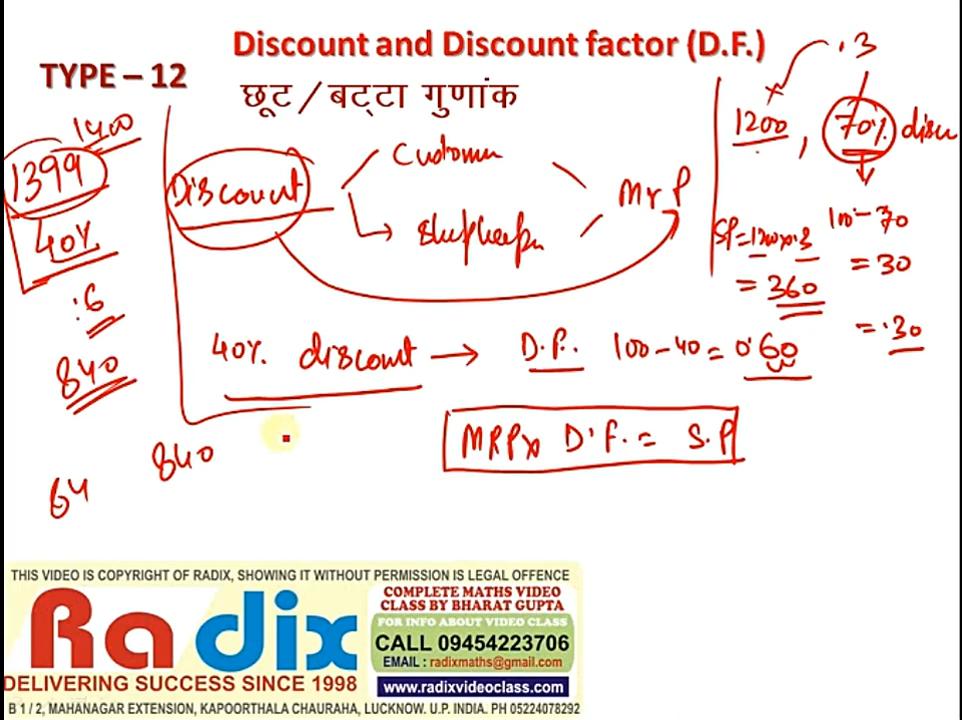 Discount and Discount factor (D.F.)
TYPE – 12
छूट / बट्टा गुणांक
1400
1399
40%
:6
840
Discount
Customer
MrP
.3
1200 , 70% disc
SP=1200x.3
= 360
100-70
= 30
= .30
40% discount → D.F. 100-40 = 0.60
MRPx D.F. = S.P
840
64
THIS VIDEO IS COPYRIGHT OF RADIX, SHOWING IT WITHOUT PERMISSION IS LEGAL OFFENCE
Radix
DELIVERING SUCCESS SINCE 1998
COMPLETE MATHS VIDEO
CLASS BY BHARAT GUPTA
FOR INFO ABOUT VIDEO CLASS
CALL 09454223706
EMAIL : radixmaths@gmail.com
www.radixvideoclass.com
B 1 / 2, MAHANAGAR EXTENSION, KAPOORTHALA CHAURAHA, LUCKNOW. U.P. INDIA. PH 05224078292